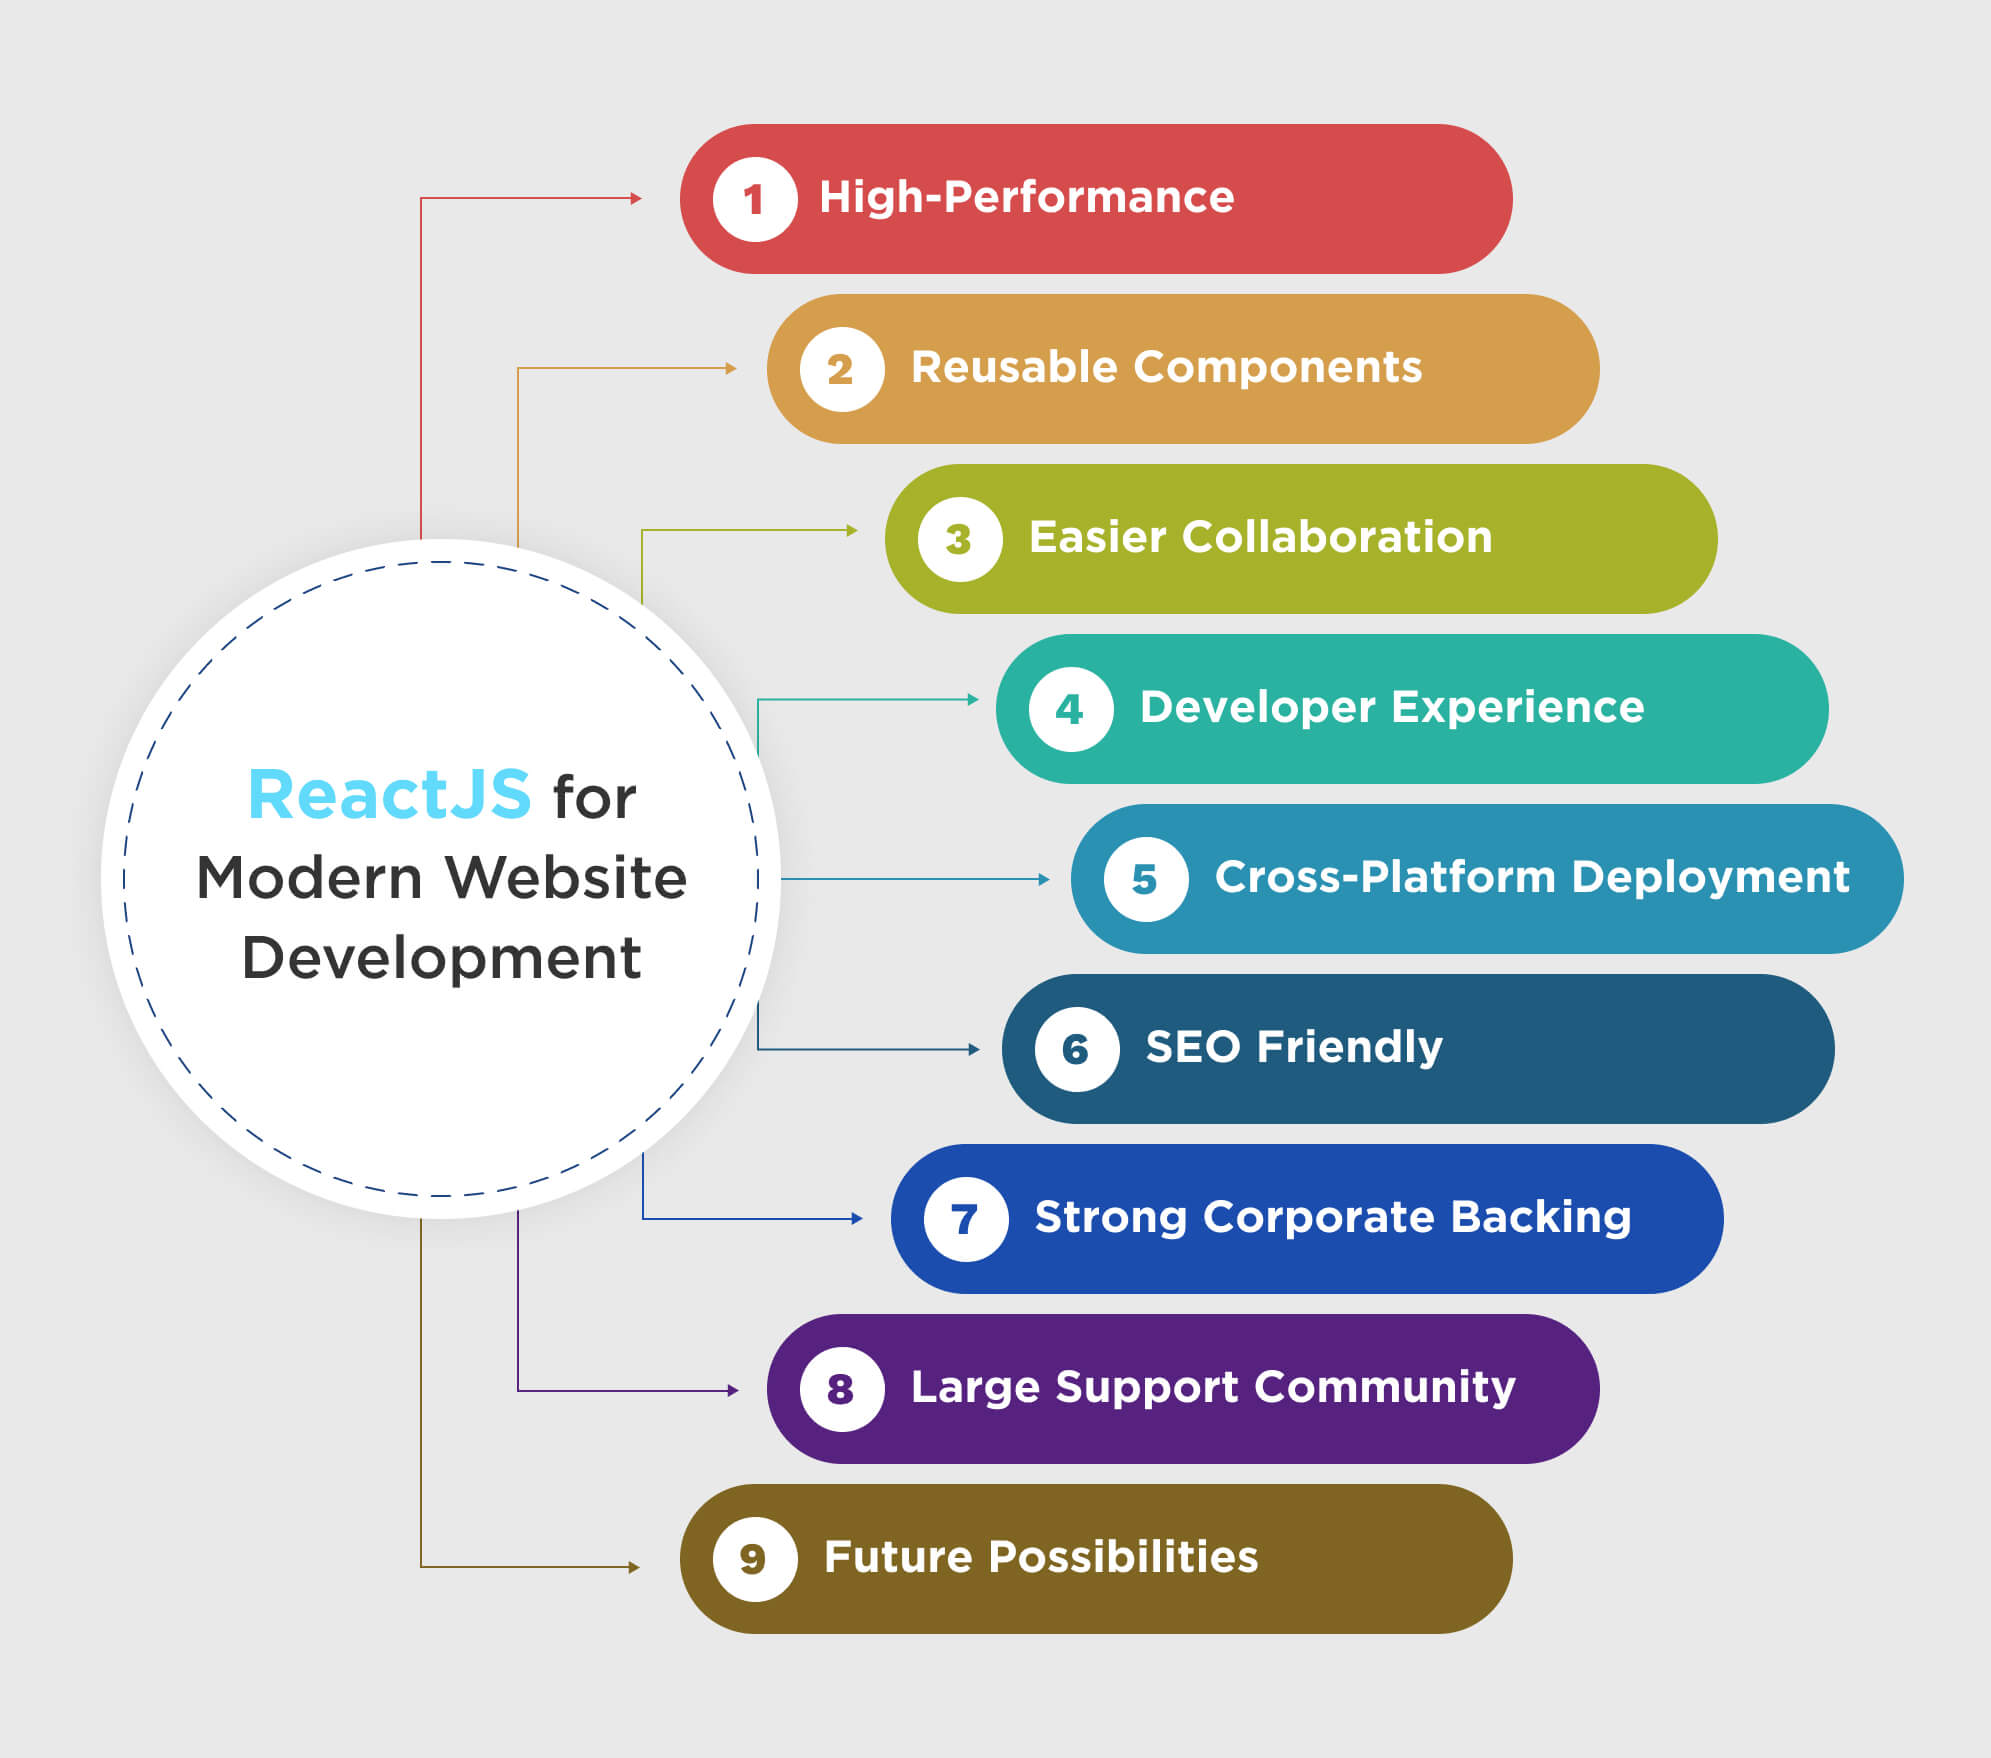 ReactJS for
Modern Website
Development
1 High-Performance
2 Reusable Components
3 Easier Collaboration
4 Developer Experience
5 Cross-Platform Deployment
6 SEO Friendly
7 Strong Corporate Backing
8 Large Support Community
9 Future Possibilities